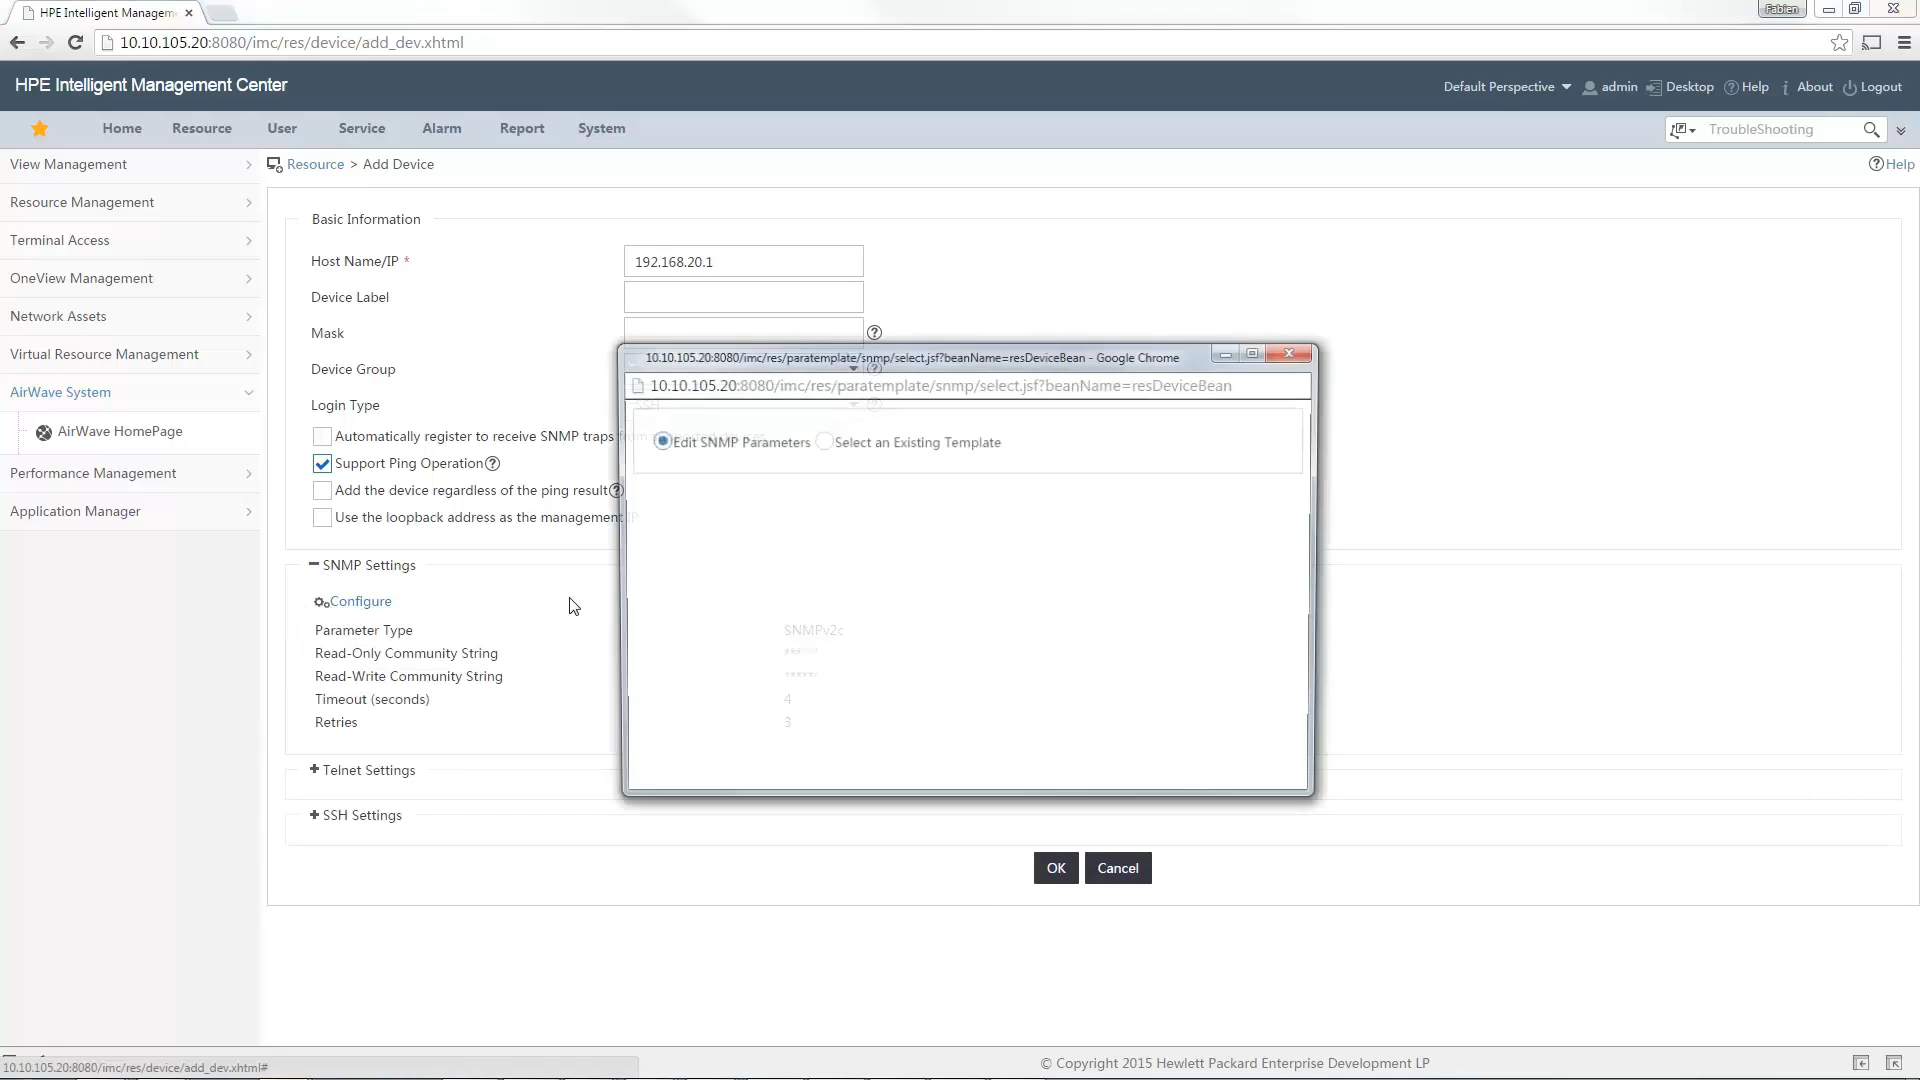 HPE Intelligent Managem
Fabien
10.10.105.20:8080/imc/res/device/add_dev.xhtml
HPE Intelligent Management Center
Default Perspective admin Desktop Help About Logout
Home Resource User Service Alarm Report System
TroubleShooting
View Management
Resource > Add Device
Help
Resource Management
Terminal Access
OneView Management
Network Assets
Virtual Resource Management
AirWave System
AirWave HomePage
Performance Management
Application Manager
Basic Information
Host Name/IP *
192.168.20.1
Device Label
Mask
Device Group
Login Type
SSH
Automatically register to receive SNMP traps from
Support Ping Operation
Add the device regardless of the ping result
Use the loopback address as the management IP
SNMP Settings
Configure
Parameter Type SNMPv2c
Read-Only Community String ******
Read-Write Community String ******
Timeout (seconds) 4
Retries 3
Telnet Settings
SSH Settings
OK Cancel
10.10.105.20:8080/imc/res/paratemplate/snmp/select.jsf?beanName=resDeviceBean - Google Chrome
10.10.105.20:8080/imc/res/paratemplate/snmp/select.jsf?beanName=resDeviceBean
Edit SNMP Parameters Select an Existing Template
10.10.105.20:8080/imc/res/device/add_dev.xhtml#
© Copyright 2015 Hewlett Packard Enterprise Development LP